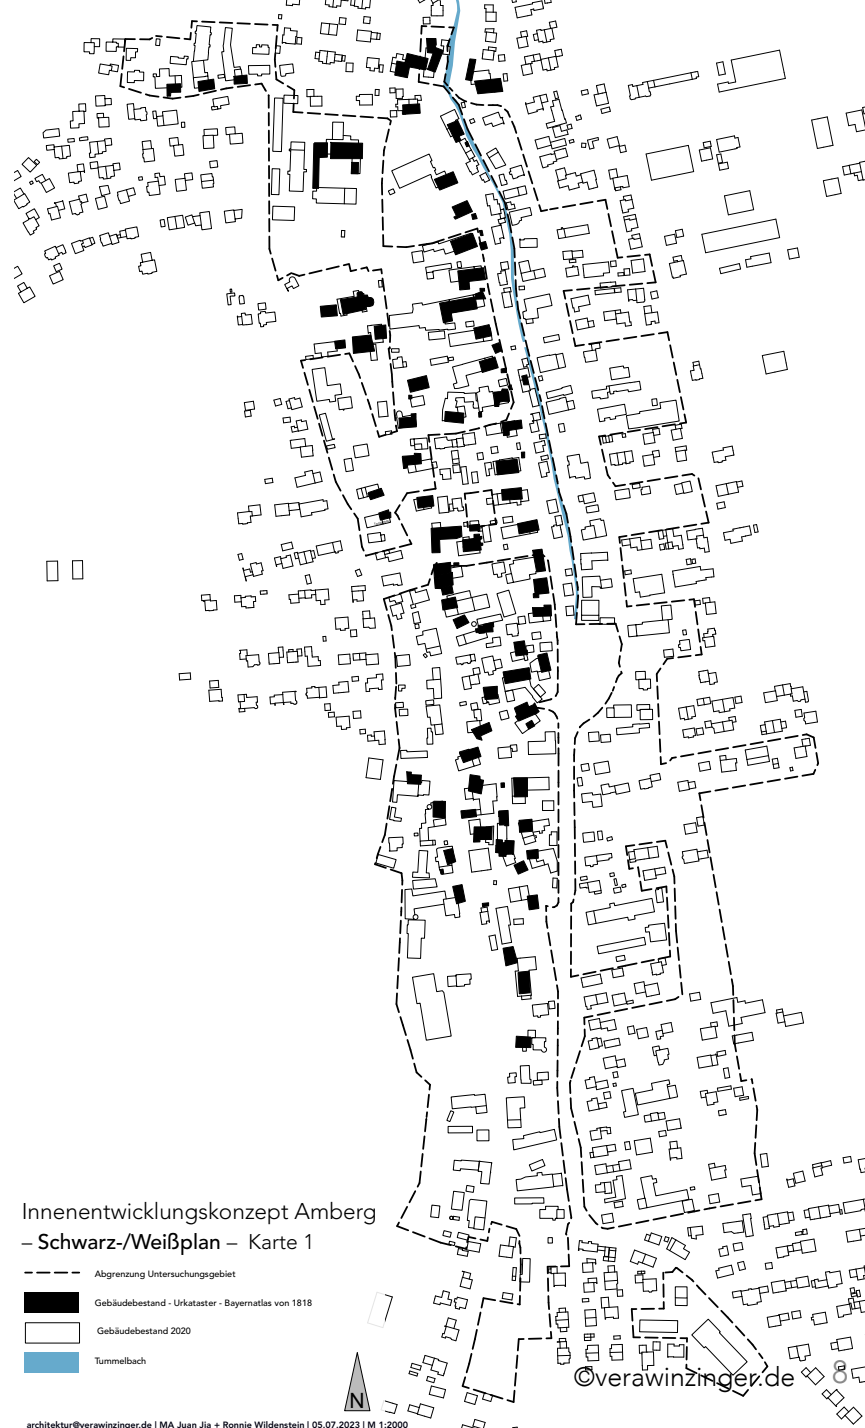 Innenentwicklungskonzept Amberg
– Schwarz-/Weißplan – Karte 1
Abgrenzung Untersuchungsgebiet
Gebäudebestand - Urkataster - Bayernatlas von 1818
Gebäudebestand 2020
Tummelbach
N
©verawinzinger.de
8
architektur@verawinzinger.de | MA Juan Jia + Ronnie Wildenstein | 05.07.2023 | M 1:2000